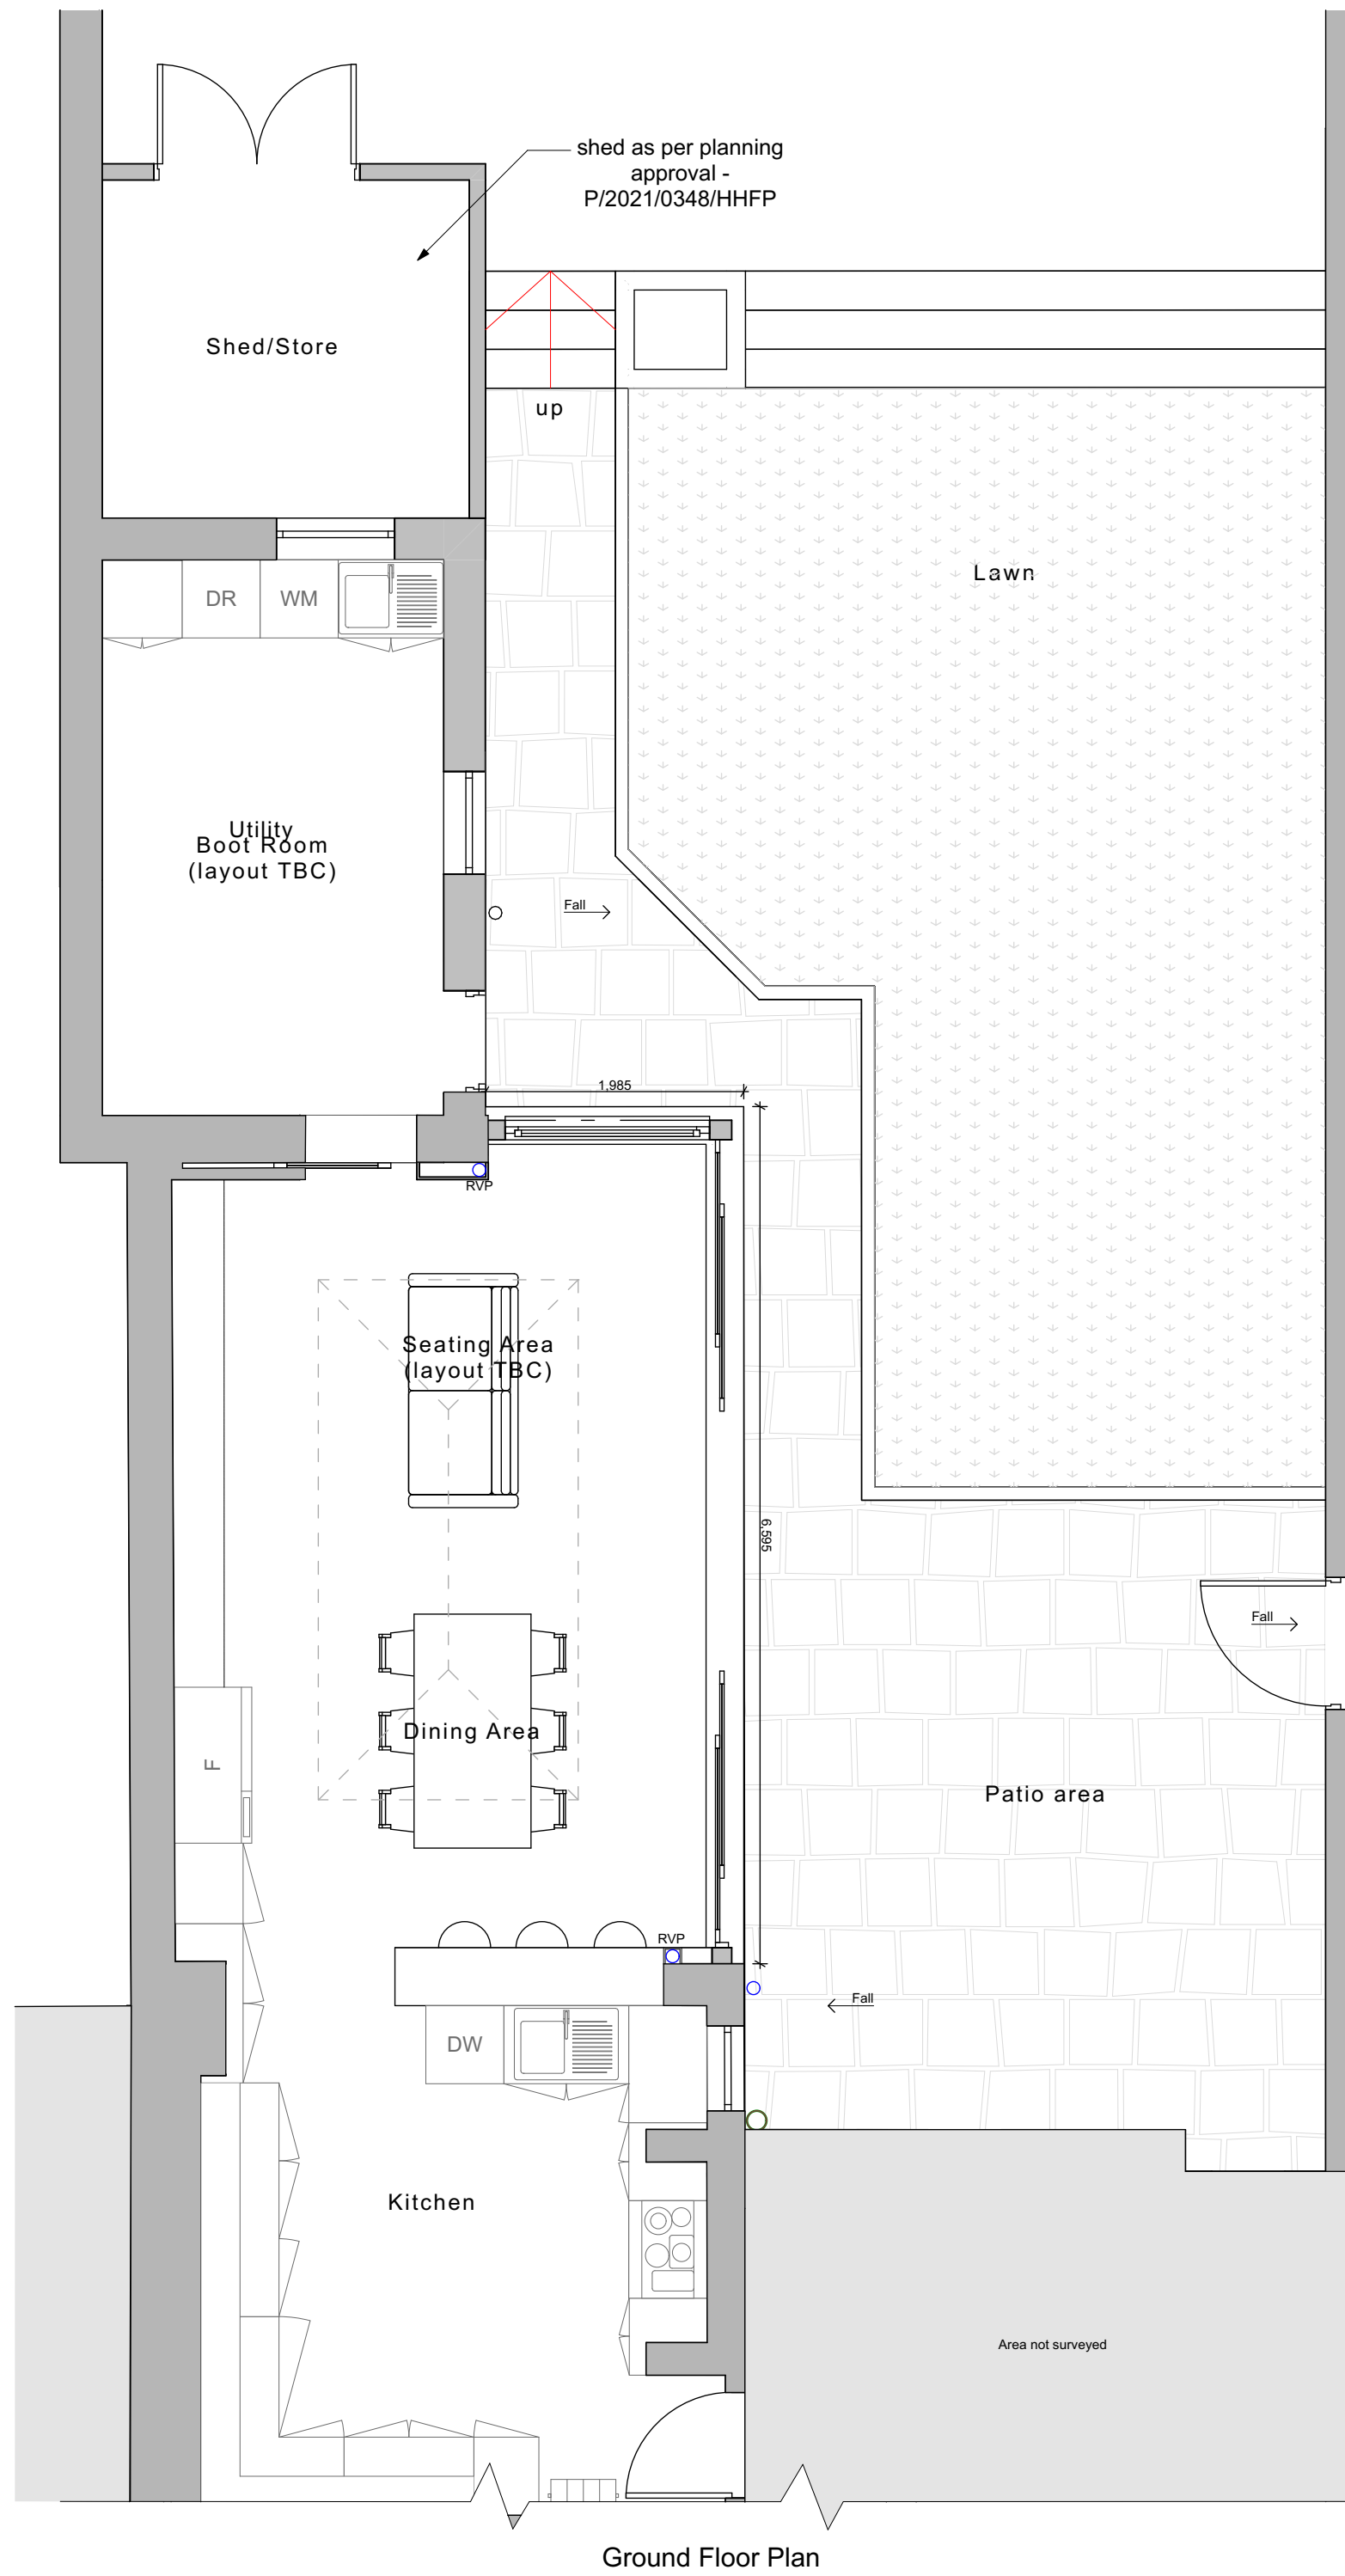 shed as per planning
approval -
P/2021/0348/HHFP
Shed/Store
up
Lawn
DR
WM
Utility
Boot Room
(layout TBC)
Fall
1,985
RVP
Seating Area
(layout TBC)
6,595
Fall
Dining Area
F
Patio area
RVP
Fall
DW
Kitchen
Area not surveyed
Ground Floor Plan